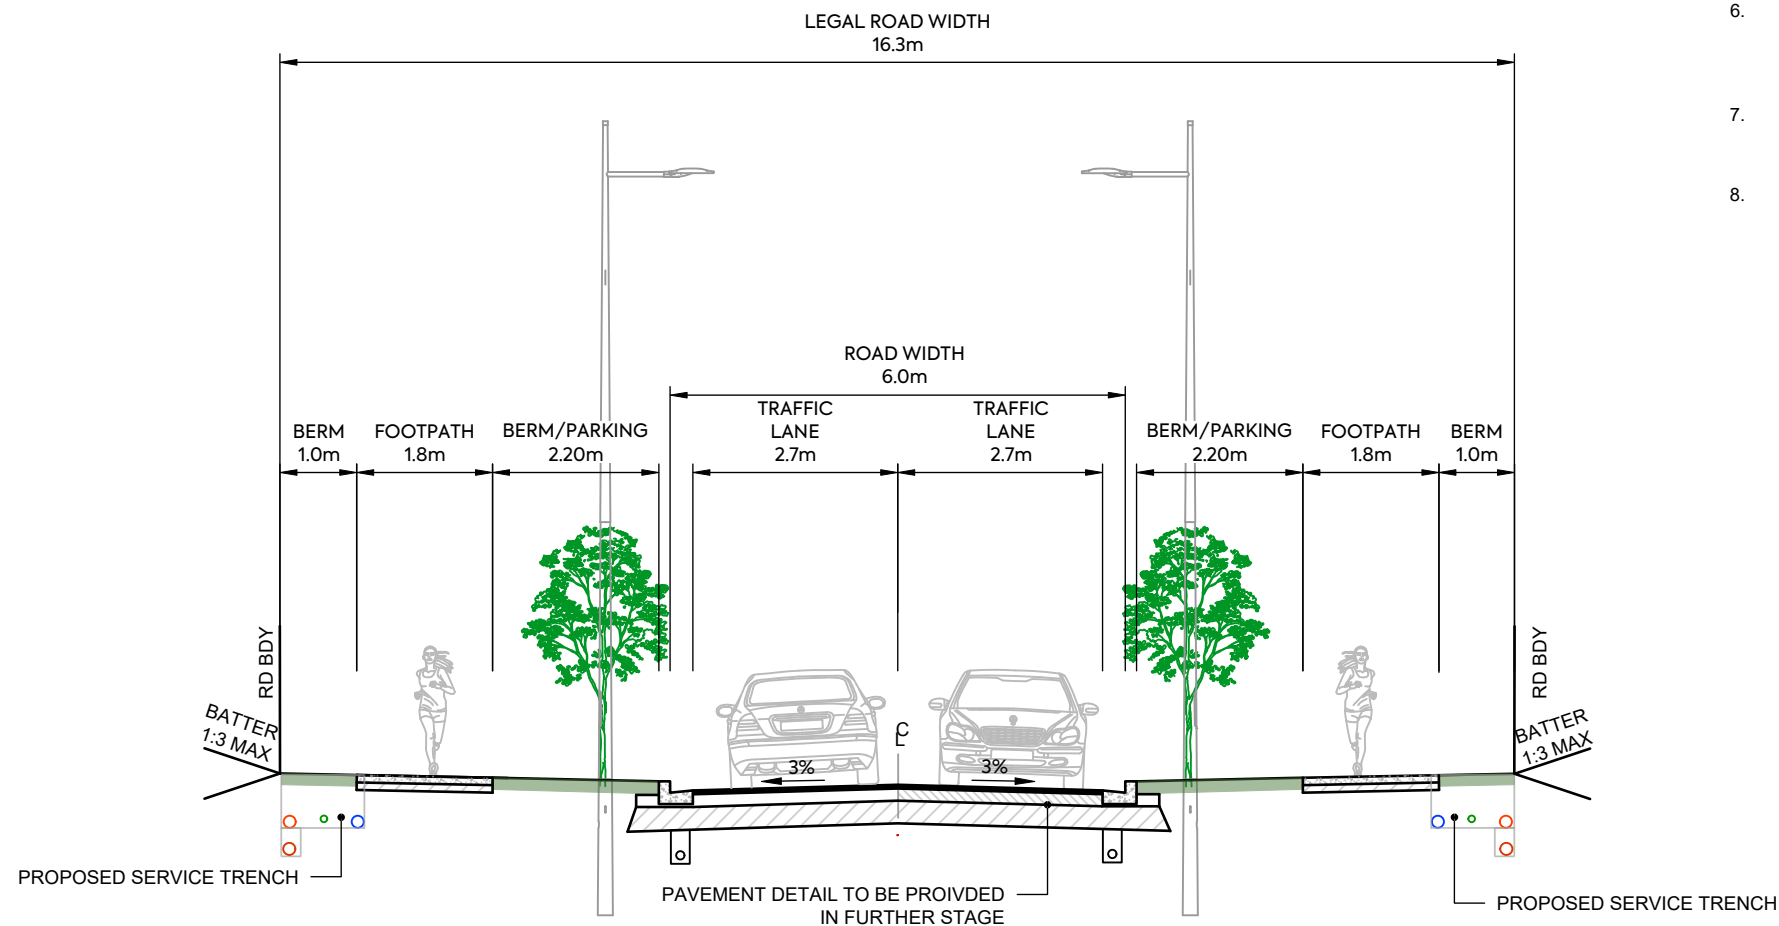 LEGAL ROAD WIDTH
16.3m
6.
7.
8.
ROAD WIDTH
6.0m
BERM
1.0m
FOOTPATH
1.8m
BERM/PARKING
2.20m
TRAFFIC
LANE
2.7m
TRAFFIC
LANE
2.7m
BERM/PARKING
2.20m
FOOTPATH
1.8m
BERM
1.0m
RD BDY
BATTER
1:3 MAX
CL
3%
3%
RD BDY
BATTER
1:3 MAX
PROPOSED SERVICE TRENCH
PAVEMENT DETAIL TO BE PROIVDED
IN FURTHER STAGE
PROPOSED SERVICE TRENCH